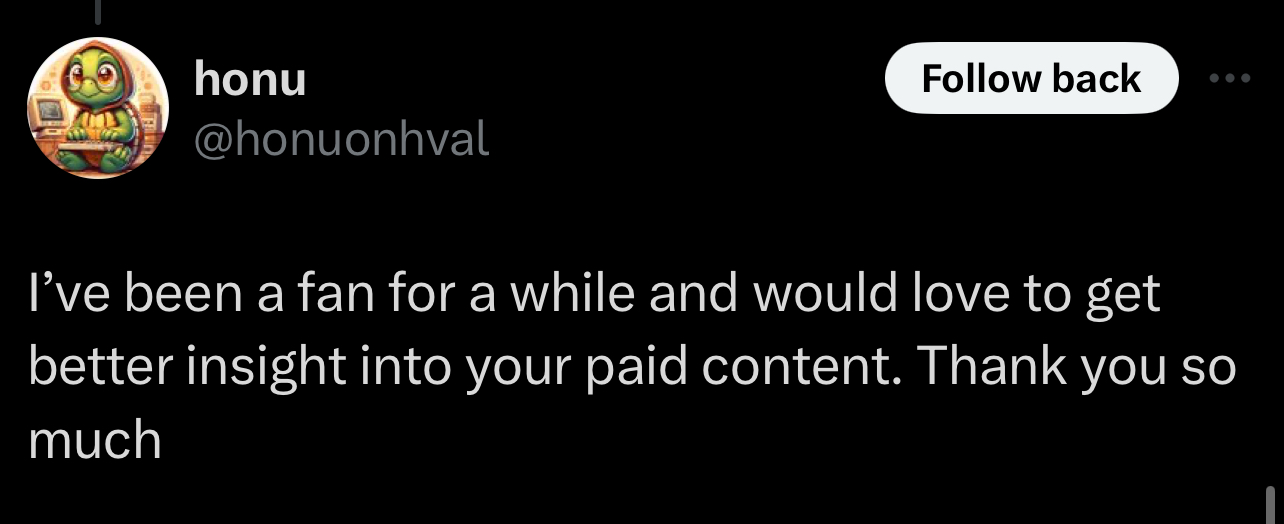 honu
Follow back
@honuonhval
I’ve been a fan for a while and would love to get
better insight into your paid content. Thank you so
much